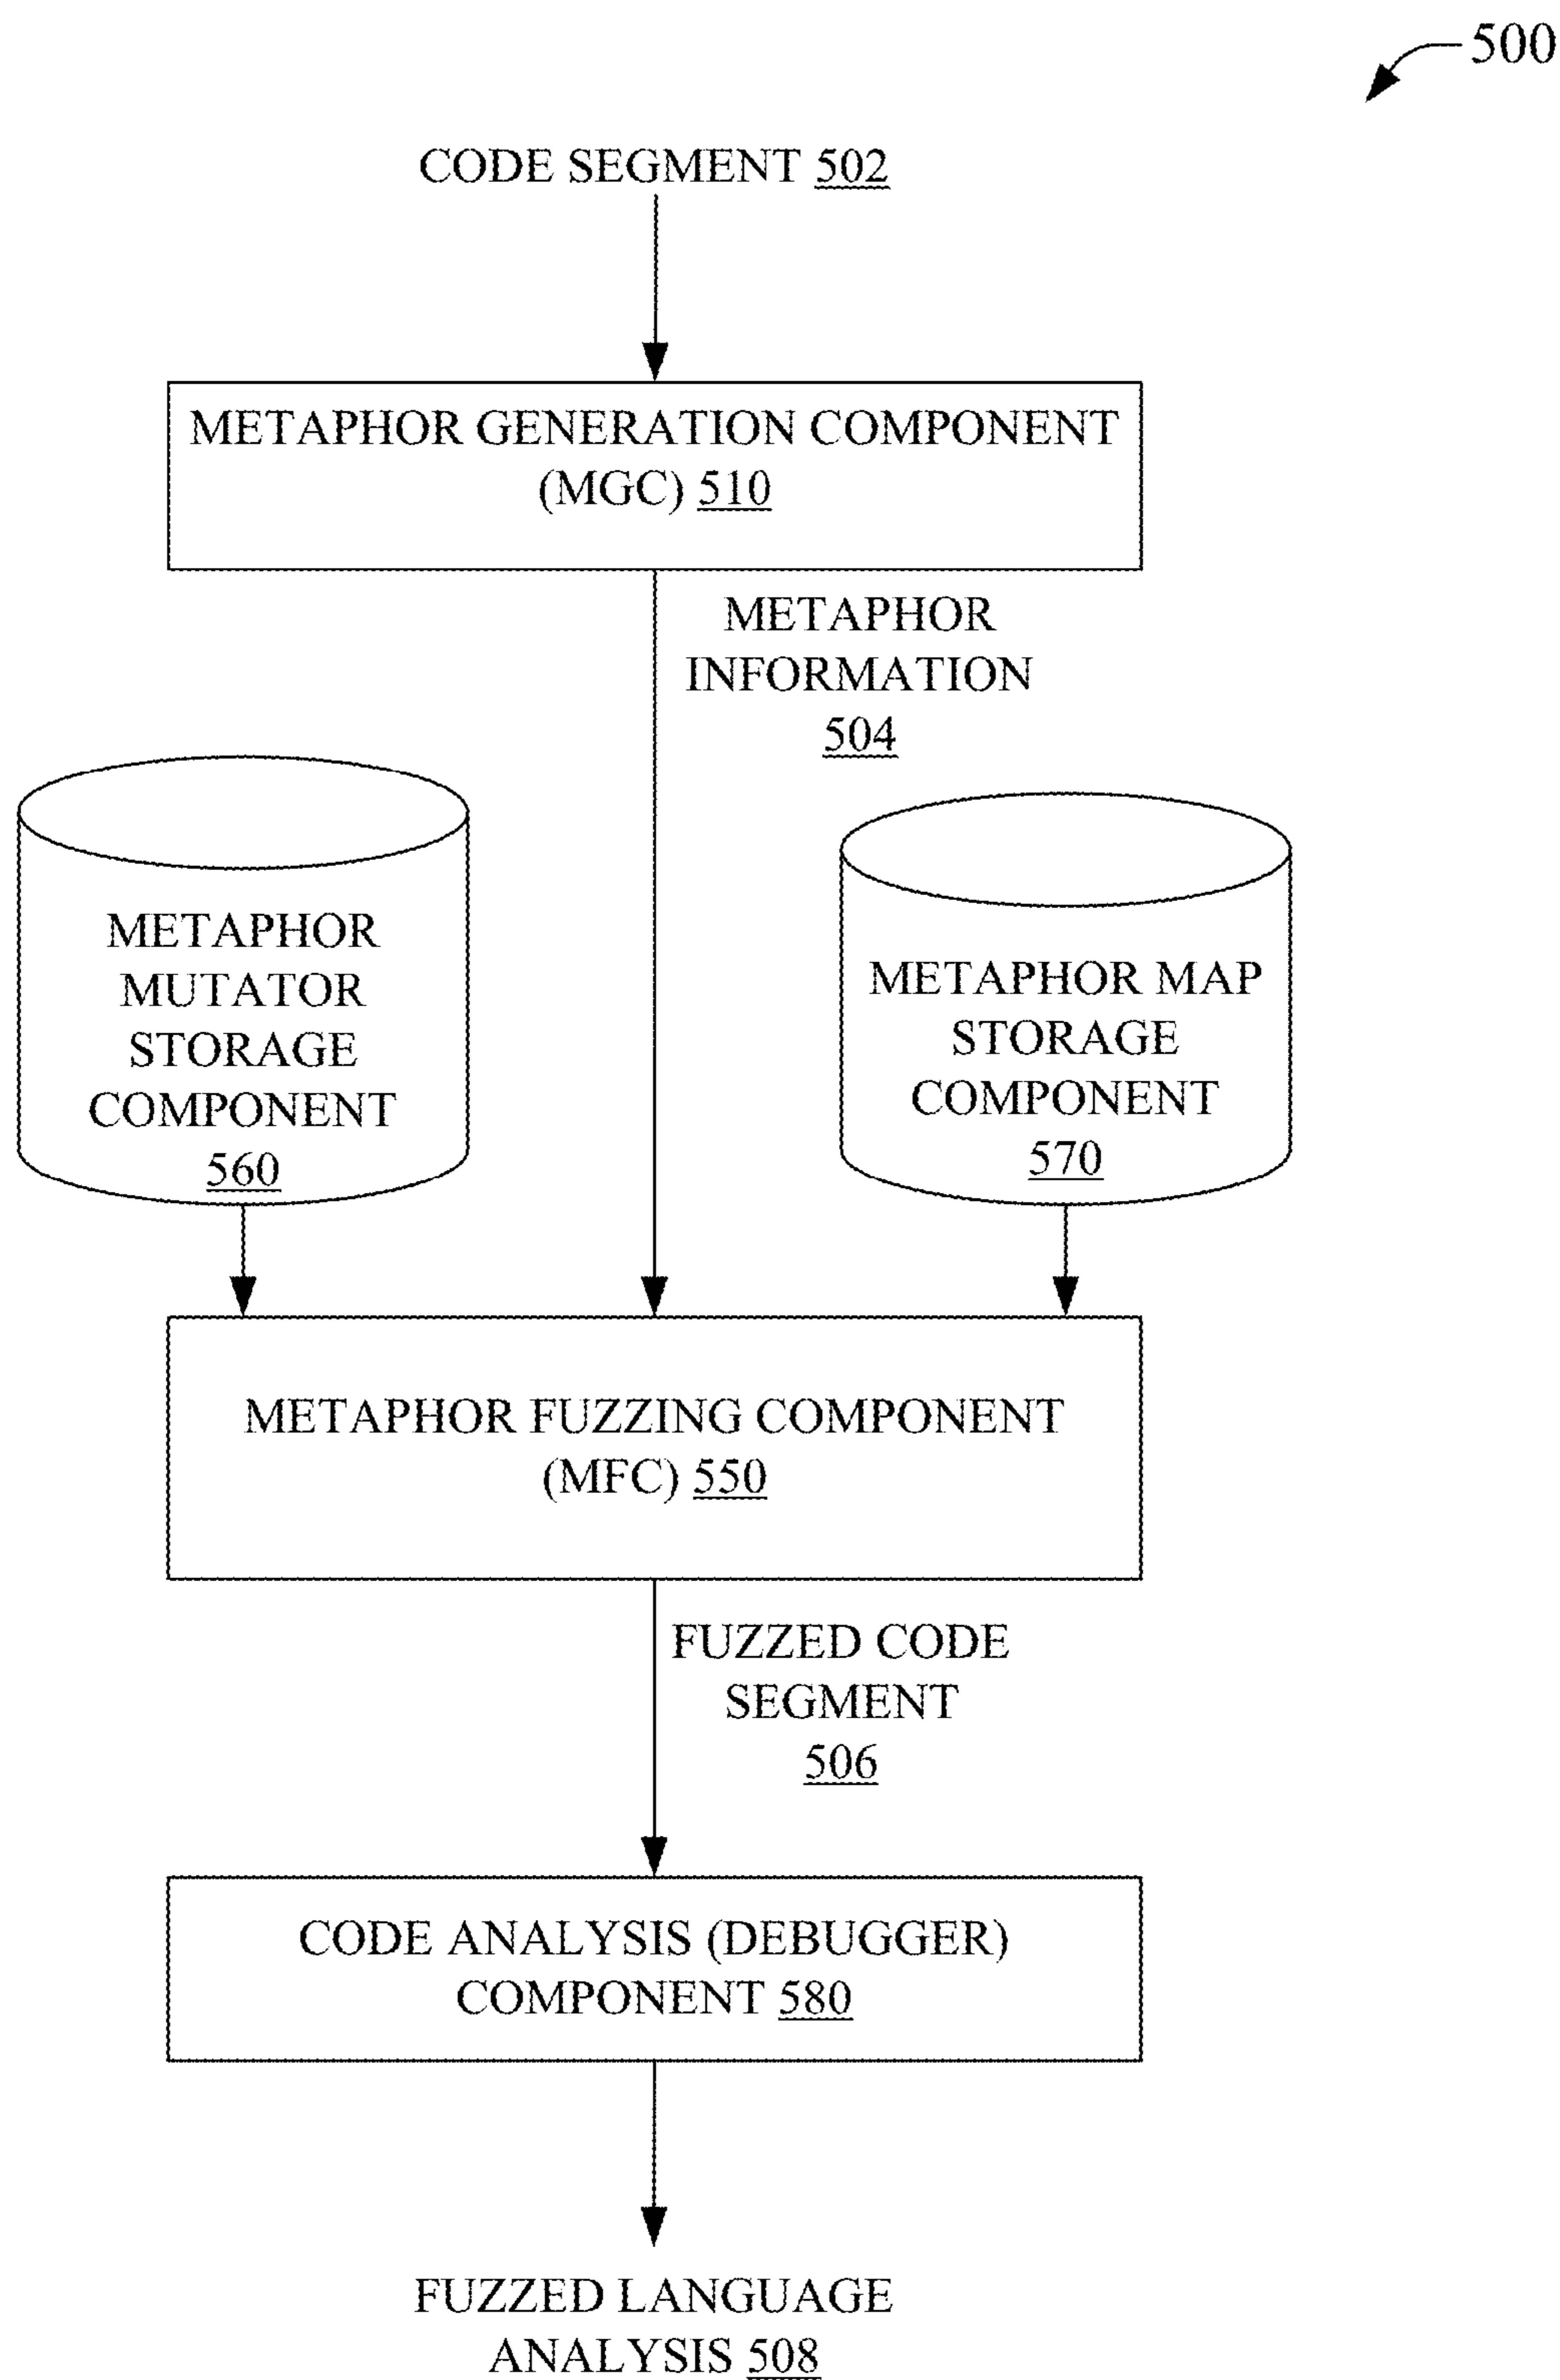 500
CODE SEGMENT 502
METAPHOR GENERATION COMPONENT
(MGC) 510
METAPHOR
INFORMATION
504
METAPHOR
MUTATOR
STORAGE
COMPONENT
560
METAPHOR MAP
STORAGE
COMPONENT
570
METAPHOR FUZZING COMPONENT
(MFC) 550
FUZZED CODE
SEGMENT
506
CODE ANALYSIS (DEBUGGER)
COMPONENT 580
FUZZED LANGUAGE
ANALYSIS 508